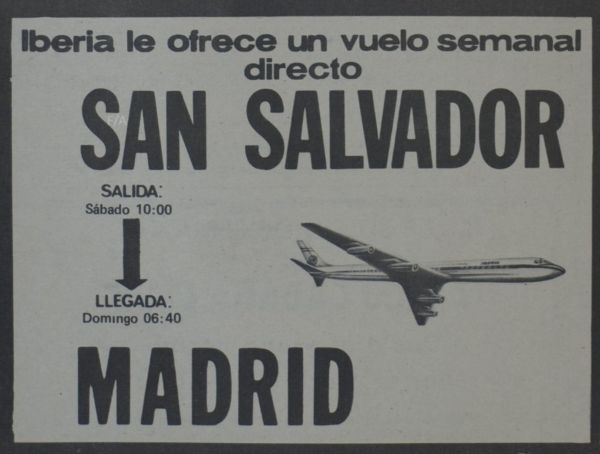 Iberia le ofrece un vuelo semanal
directo
SAN SALVADOR
SALIDA:
Sábado 10:00
LLEGADA:
Domingo 06:40
MADRID